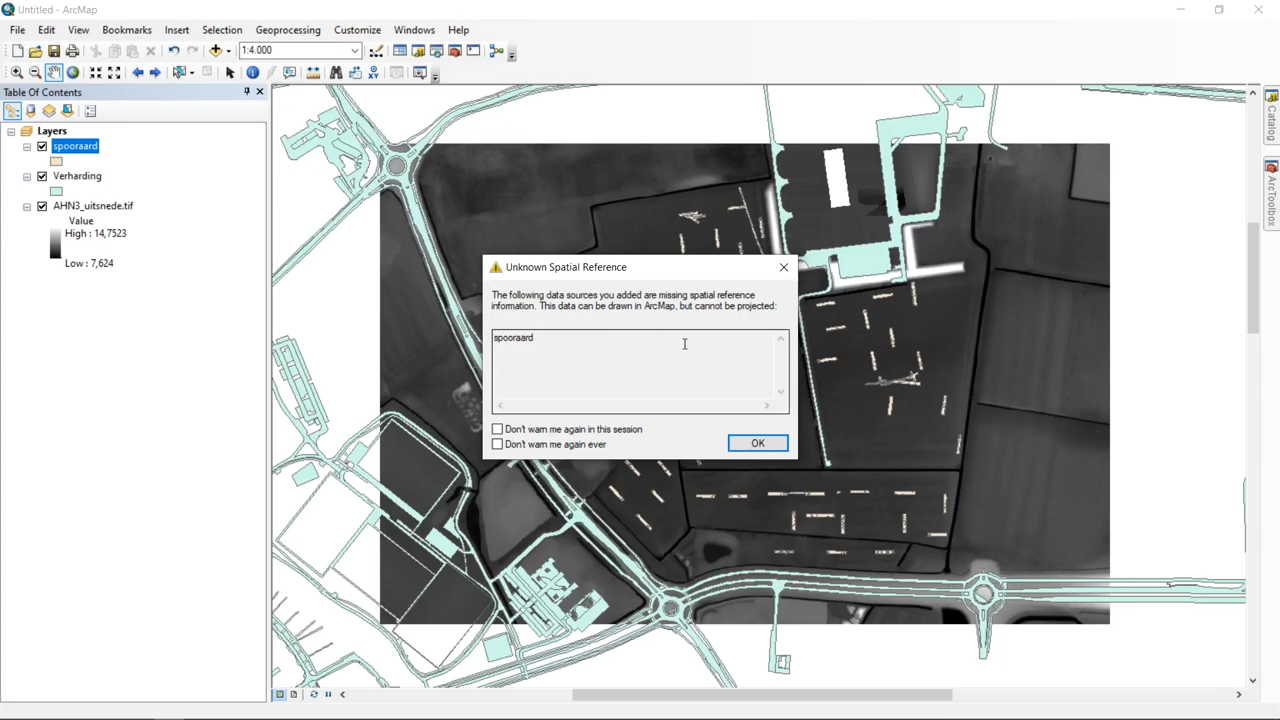 Untitled - ArcMap
File Edit View Bookmarks Insert Selection Geoprocessing Customize Windows Help
1:4.000
Table Of Contents
Layers
spooraard
Verharding
AHN3_uitsnede.tif
Value
High : 14,7523
Low : 7,624
Unknown Spatial Reference
The following data sources you added are missing spatial reference
information. This data can be drawn in ArcMap, but cannot be projected:
spooraard
Don't warn me again in this session
Don't warn me again ever
OK
Catalog
ArcToolbox